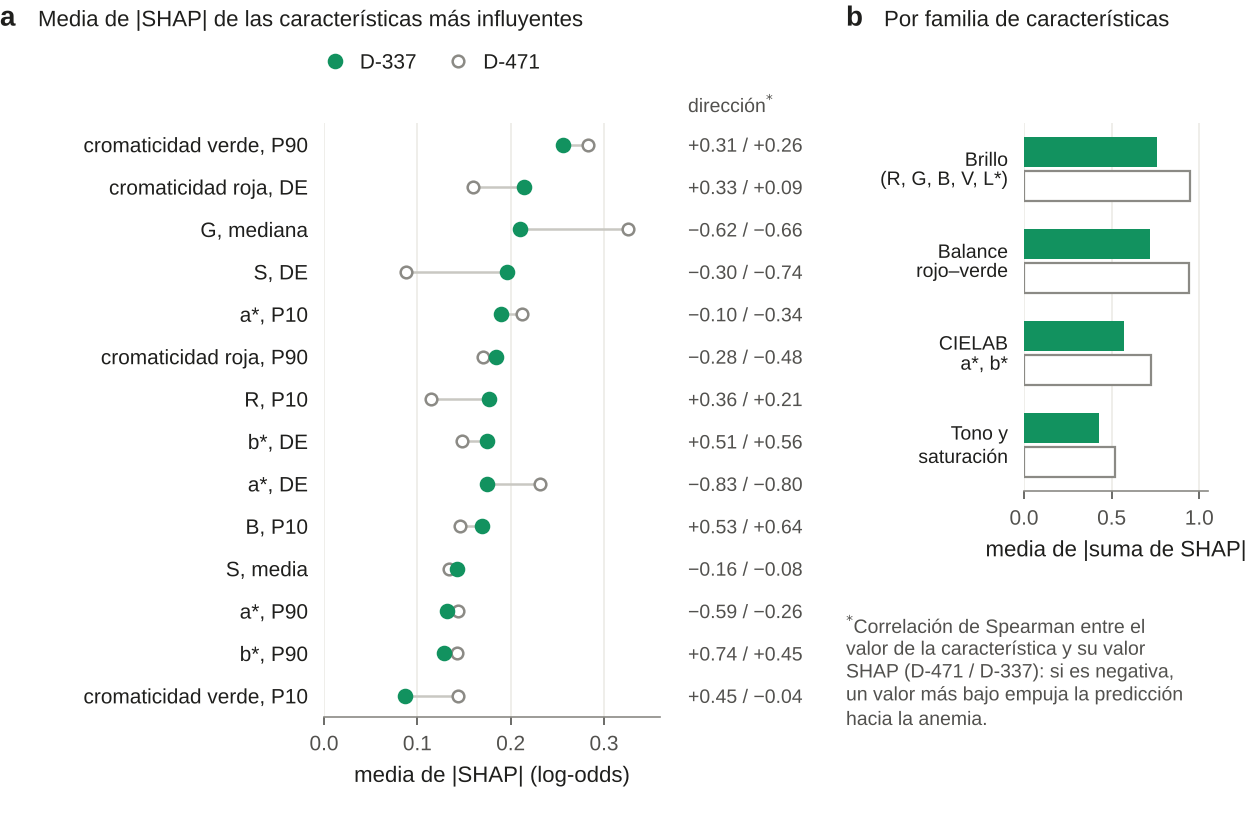 a Media de |SHAP| de las características más influyentes
D-337 D-471
dirección*
cromaticidad verde, P90 +0.31 / +0.26
cromaticidad roja, DE +0.33 / +0.09
G, mediana −0.62 / −0.66
S, DE −0.30 / −0.74
a*, P10 −0.10 / −0.34
cromaticidad roja, P90 −0.28 / −0.48
R, P10 +0.36 / +0.21
b*, DE +0.51 / +0.56
a*, DE −0.83 / −0.80
B, P10 +0.53 / +0.64
S, media −0.16 / −0.08
a*, P90 −0.59 / −0.26
b*, P90 +0.74 / +0.45
cromaticidad verde, P10 +0.45 / −0.04
0.0 0.1 0.2 0.3
media de |SHAP| (log-odds)
b Por familia de características
Brillo
(R, G, B, V, L*)
Balance
rojo–verde
CIELAB
a*, b*
Tono y
saturación
0.0 0.5 1.0
media de |suma de SHAP|
*Correlación de Spearman entre el
valor de la característica y su valor
SHAP (D-471 / D-337): si es negativa,
un valor más bajo empuja la predicción
hacia la anemia.